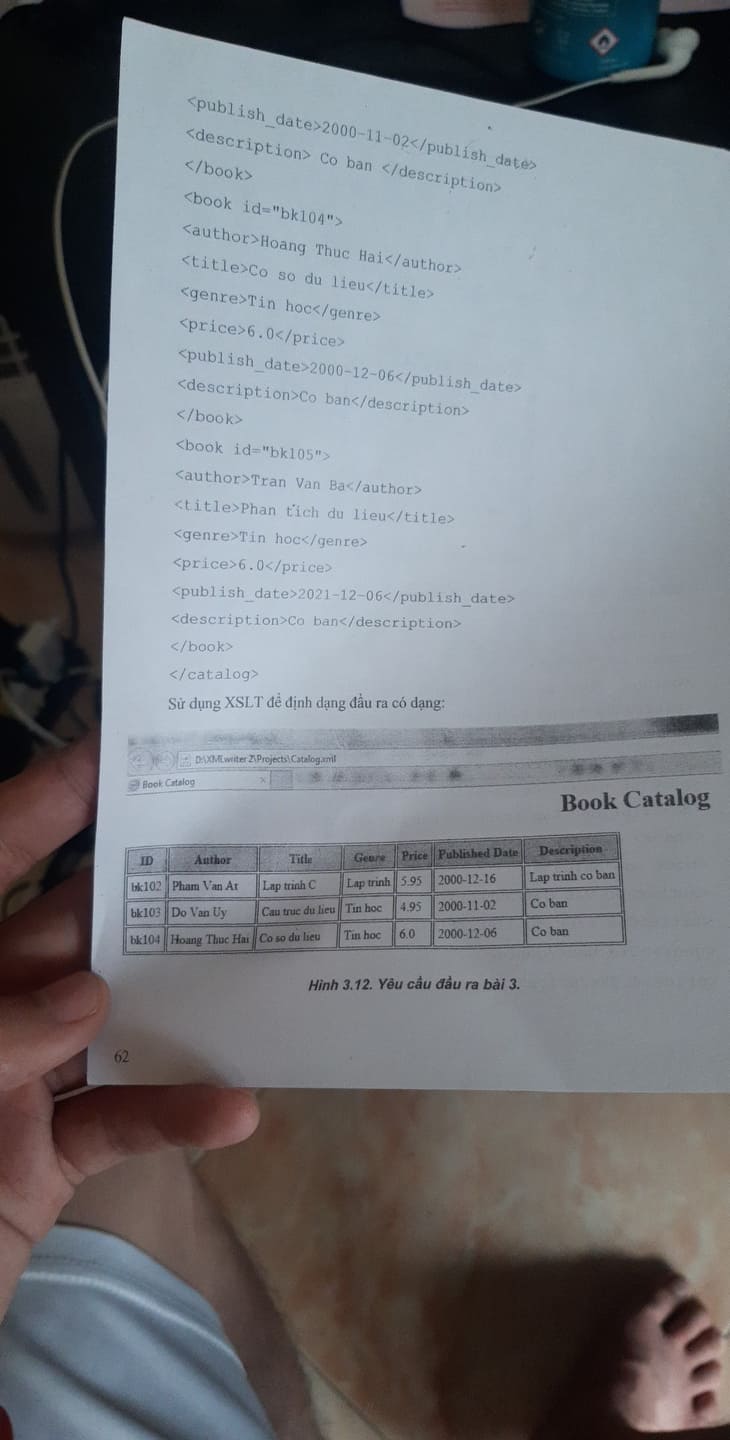 <publish_date>2000-11-02</publish_date>
<description> Co ban </description>
</book>
<book id="bk104">
<author>Hoang Thuc Hai</author>
<title>Co so du lieu</title>
<genre>Tin hoc</genre>
<price>6.0</price>
<publish_date>2000-12-06</publish_date>
<description>Co ban</description>
</book>
<book id="bk105">
<author>Tran Van Ba</author>
<title>Phan tich du lieu</title>
<genre>Tin hoc</genre>
<price>6.0</price>
<publish_date>2021-12-06</publish_date>
<description>Co ban</description>
</book>
</catalog>
Sử dụng XSLT để định dạng đầu ra có dạng:
D:\XMLwriter 2\Projects\Catalog.xml
Book Catalog ×
Book Catalog
ID Author Title Genre Price Published Date Description
bk102 Pham Van At Lap trinh C Lap trinh 5.95 2000-12-16 Lap trinh co ban
bk103 Do Van Uy Cau truc du lieu Tin hoc 4.95 2000-11-02 Co ban
bk104 Hoang Thuc Hai Co so du lieu Tin hoc 6.0 2000-12-06 Co ban
Hình 3.12. Yêu cầu đầu ra bài 3.
62